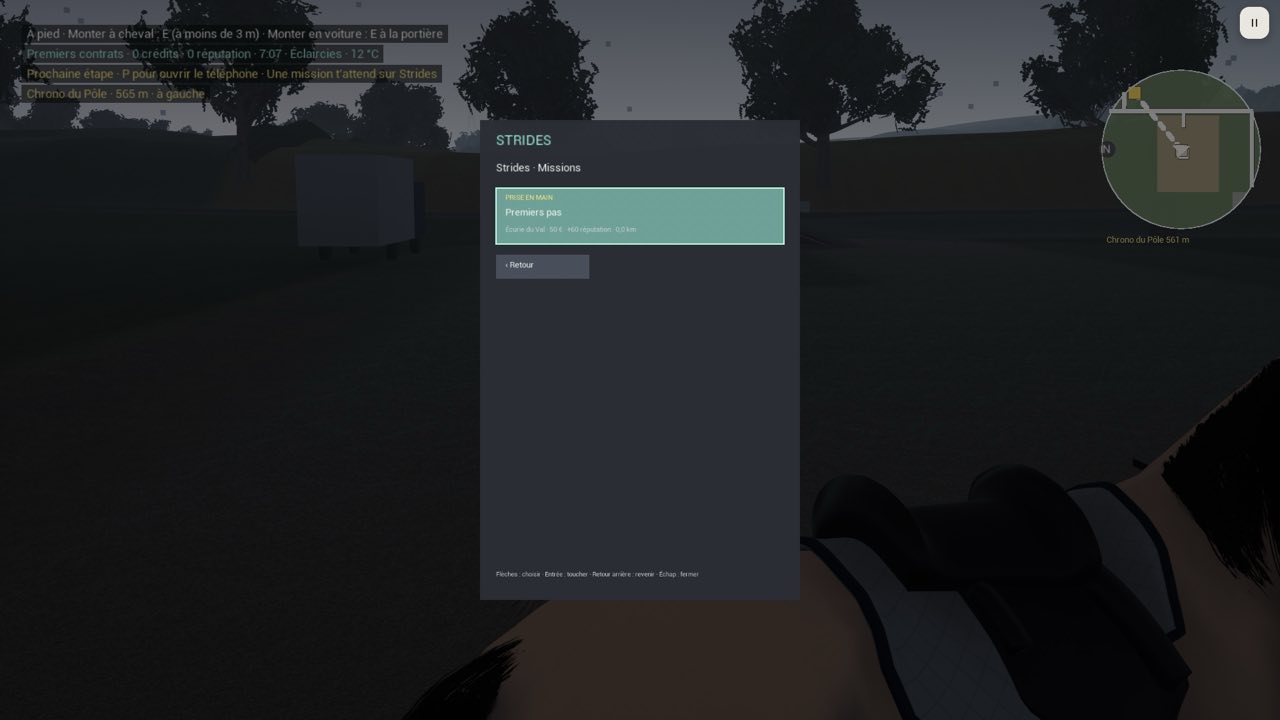 À pied · Monter à cheval : E (à moins de 3 m) · Monter en voiture : E à la portière
Premiers contrats · 0 crédits · 0 réputation · 7:07 · Éclaircies · 12 °C
Prochaine étape · P pour ouvrir le téléphone · Une mission t'attend sur Strides
Chrono du Pôle · 565 m · à gauche
N
Chrono du Pôle 561 m
STRIDES
Strides · Missions
PRISE EN MAIN
Premiers pas
Écurie du Val · 50 € · +60 réputation · 0,0 km
‹ Retour
Flèches : choisir · Entrée : toucher · Retour arrière : revenir · Échap : fermer